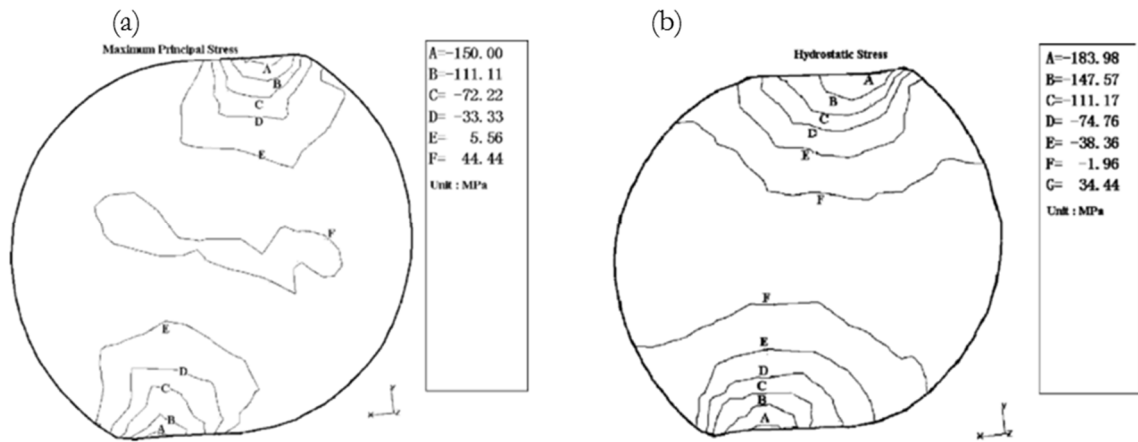 (a)
Maximum Principal Stress
A=-150.00
B=-111.11
C= -72.22
D= -33.33
E= 5.56
F= 44.44
Unit : MPa
A
B
C
D
E
F
E
D
C
B
A
Y
X Z
(b)
Hydrostatic Stress
A=-183.98
B=-147.57
C=-111.17
D= -74.76
E= -38.36
F= -1.96
G= 34.44
Unit : MPa
A
B
C
D
E
F
F
E
D
C
B
A
Y
X Z